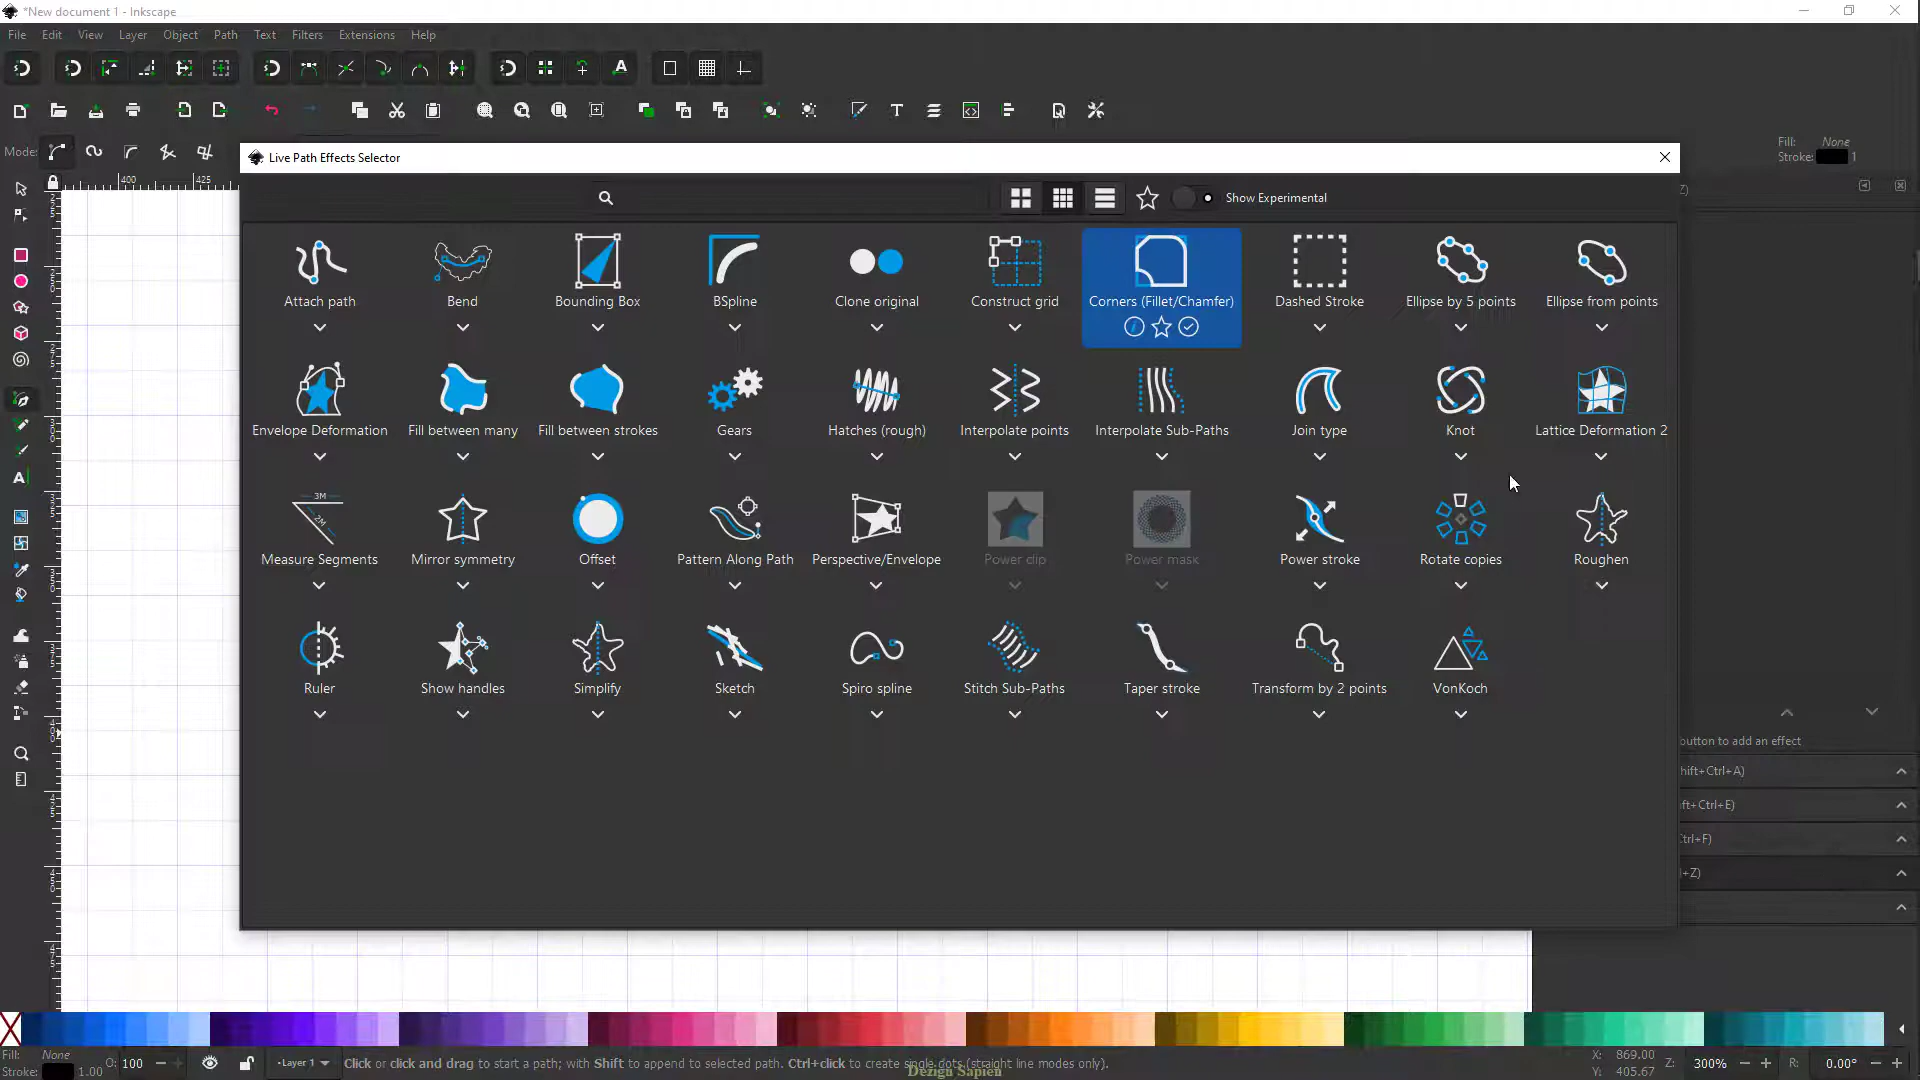 *New document 1 - Inkscape
File Edit View Layer Object Path Text Filters Extensions Help
Mode:
Fill: None
Stroke: 1
400 425
Live Path Effects Selector
Show Experimental
Attach path Bend Bounding Box BSpline Clone original Construct grid Corners (Fillet/Chamfer) Dashed Stroke Ellipse by 5 points Ellipse from points
Envelope Deformation Fill between many Fill between strokes Gears Hatches (rough) Interpolate points Interpolate Sub-Paths Join type Knot Lattice Deformation 2
3M
2M
Measure Segments Mirror symmetry Offset Pattern Along Path Perspective/Envelope Power clip Power mask Power stroke Rotate copies Roughen
Ruler Show handles Simplify Sketch Spiro spline Stitch Sub-Paths Taper stroke Transform by 2 points VonKoch
button to add an effect
hift+Ctrl+A)
ft+Ctrl+E)
Ctrl+F)
+Z)
Fill: None
Stroke: 1.00
O: 100
Layer 1
Click or click and drag to start a path; with Shift to append to selected path. Ctrl+click to create single dots (straight line modes only).
Dezign Sapien
X: 869.00
Y: 405.67
Z: 300%
R: 0.00°